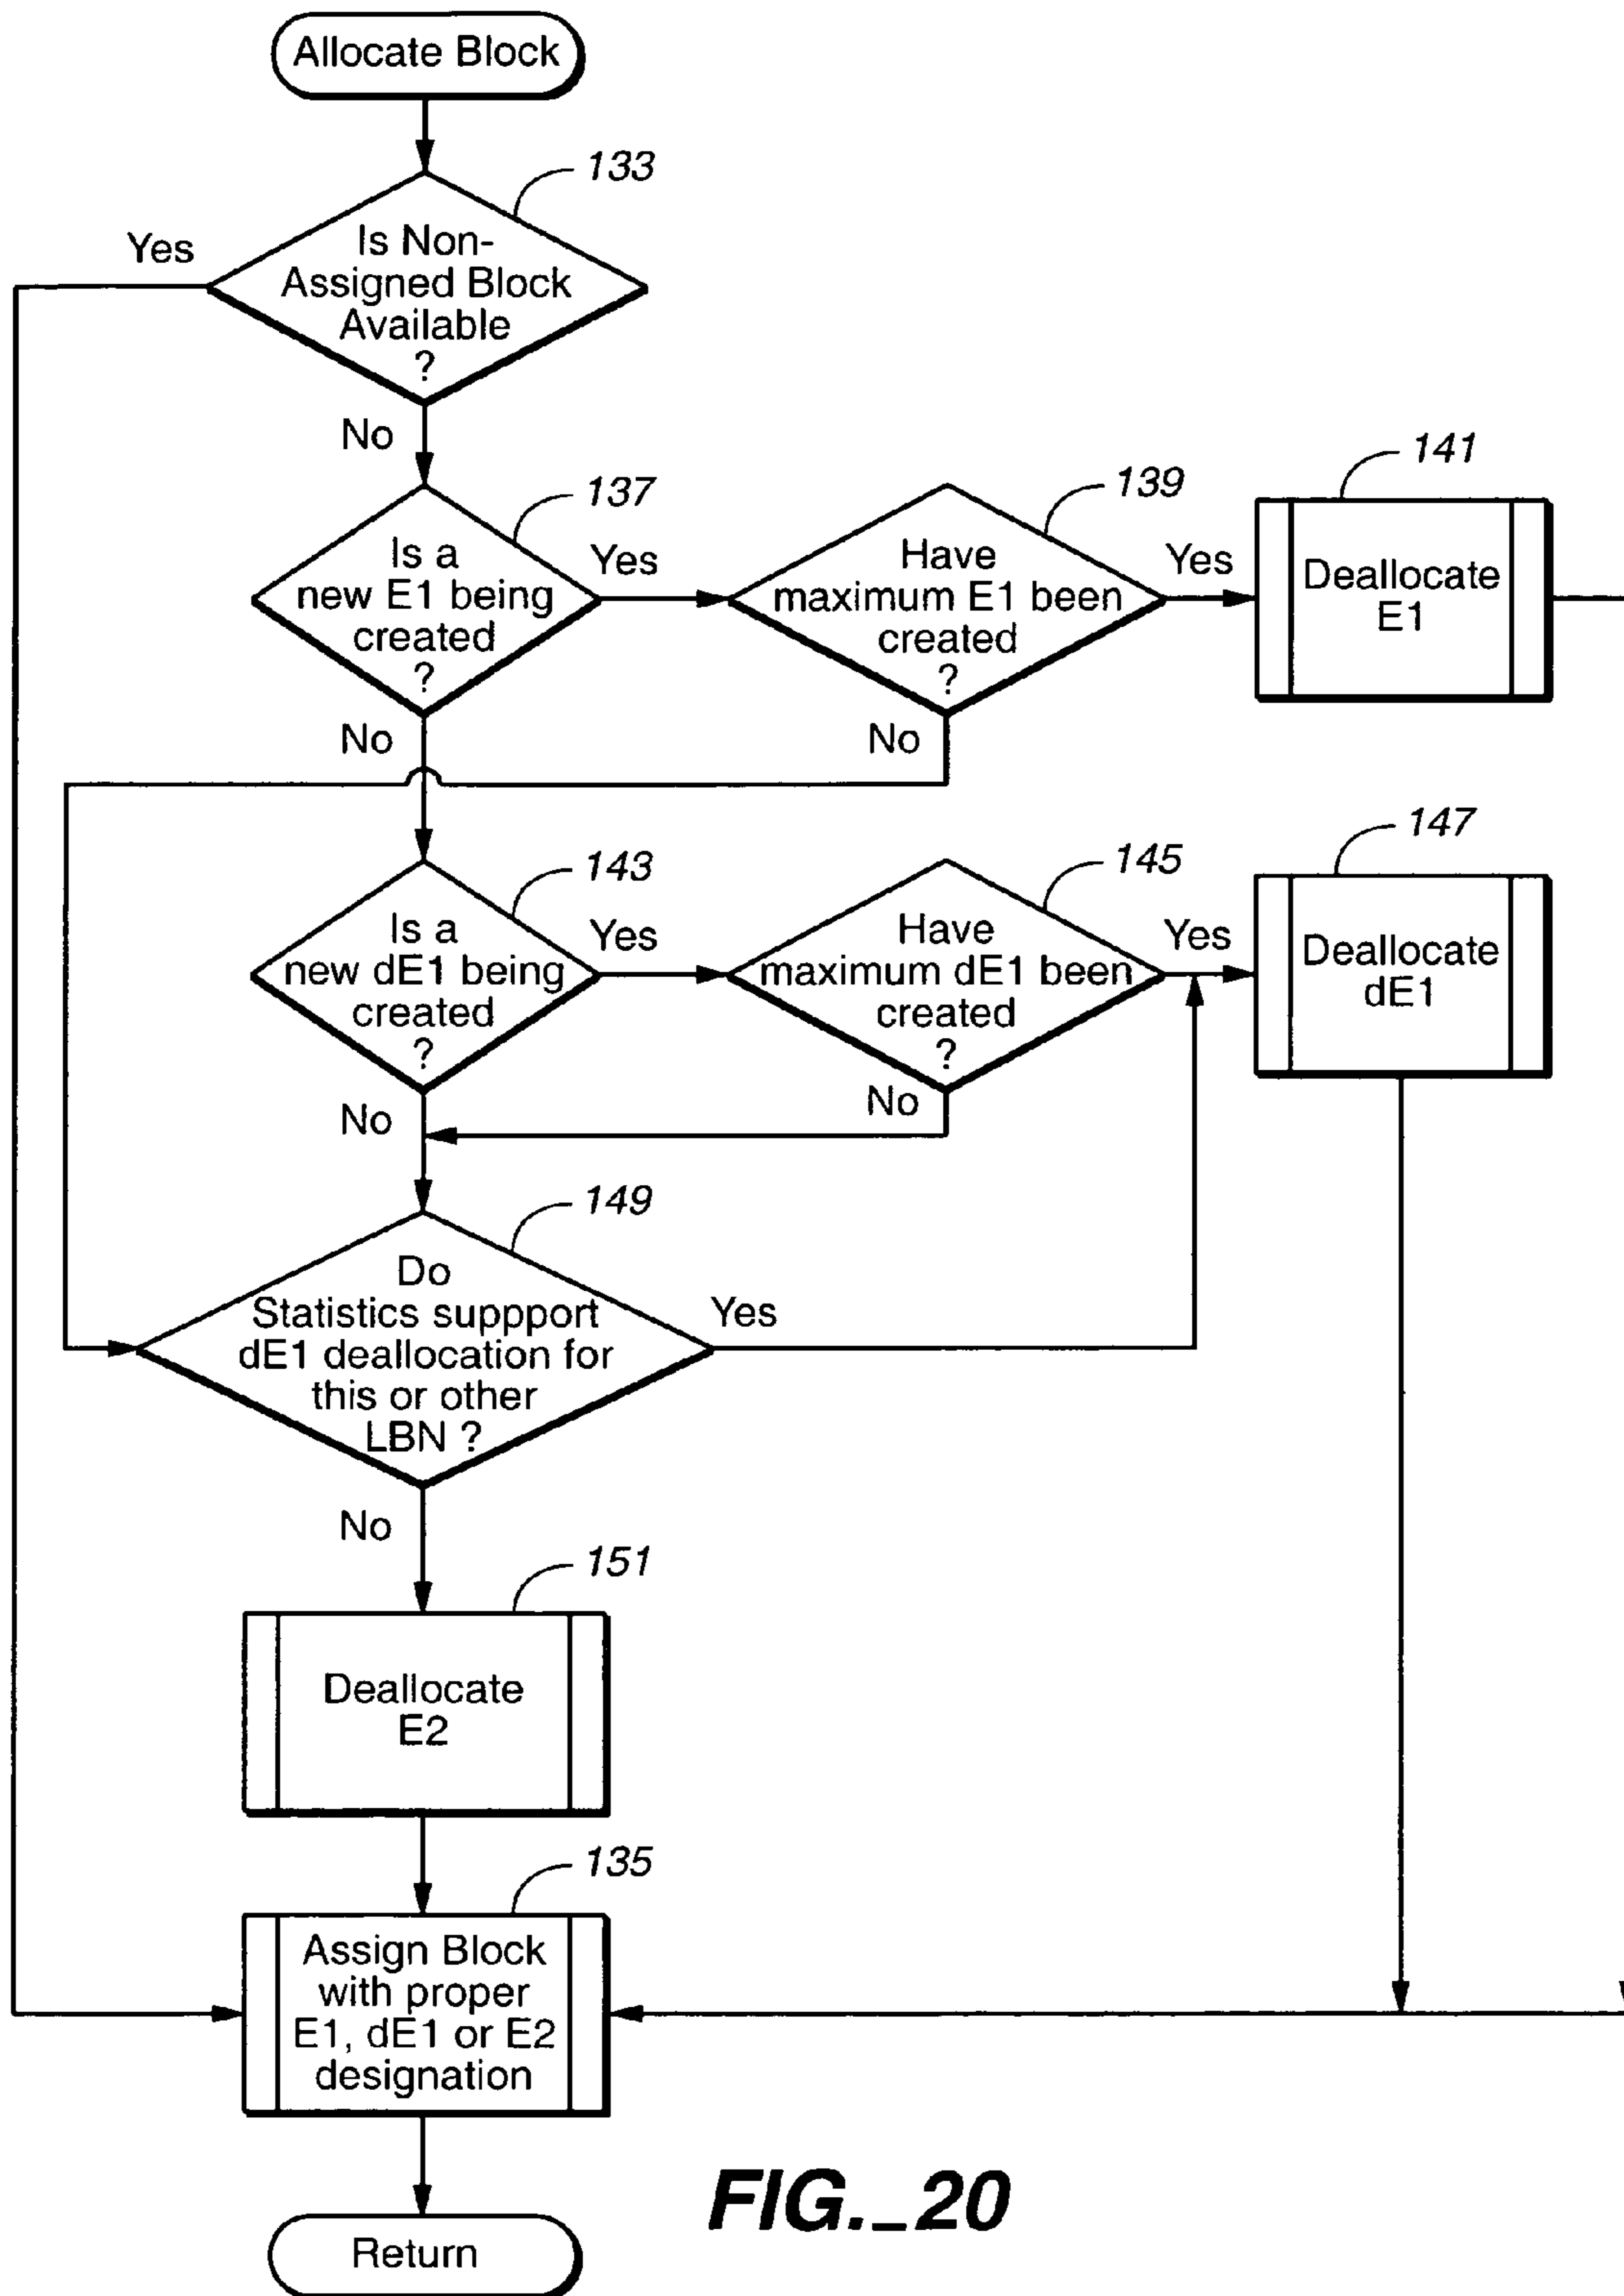 Allocate Block
133
Yes
Is Non-
Assigned Block
Available
?
No
137
139
141
Is a
new E1 being
created
?
Yes
Have
maximum E1 been
created
?
Yes
Deallocate
E1
No
No
143
145
147
Is a
new dE1 being
created
?
Yes
Have
maximum dE1 been
created
?
Yes
Deallocate
dE1
No
No
149
Do
Statistics suppport
dE1 deallocation for
this or other
LBN ?
Yes
No
151
Deallocate
E2
135
Assign Block
with proper
E1, dE1 or E2
designation
Return
FIG._20